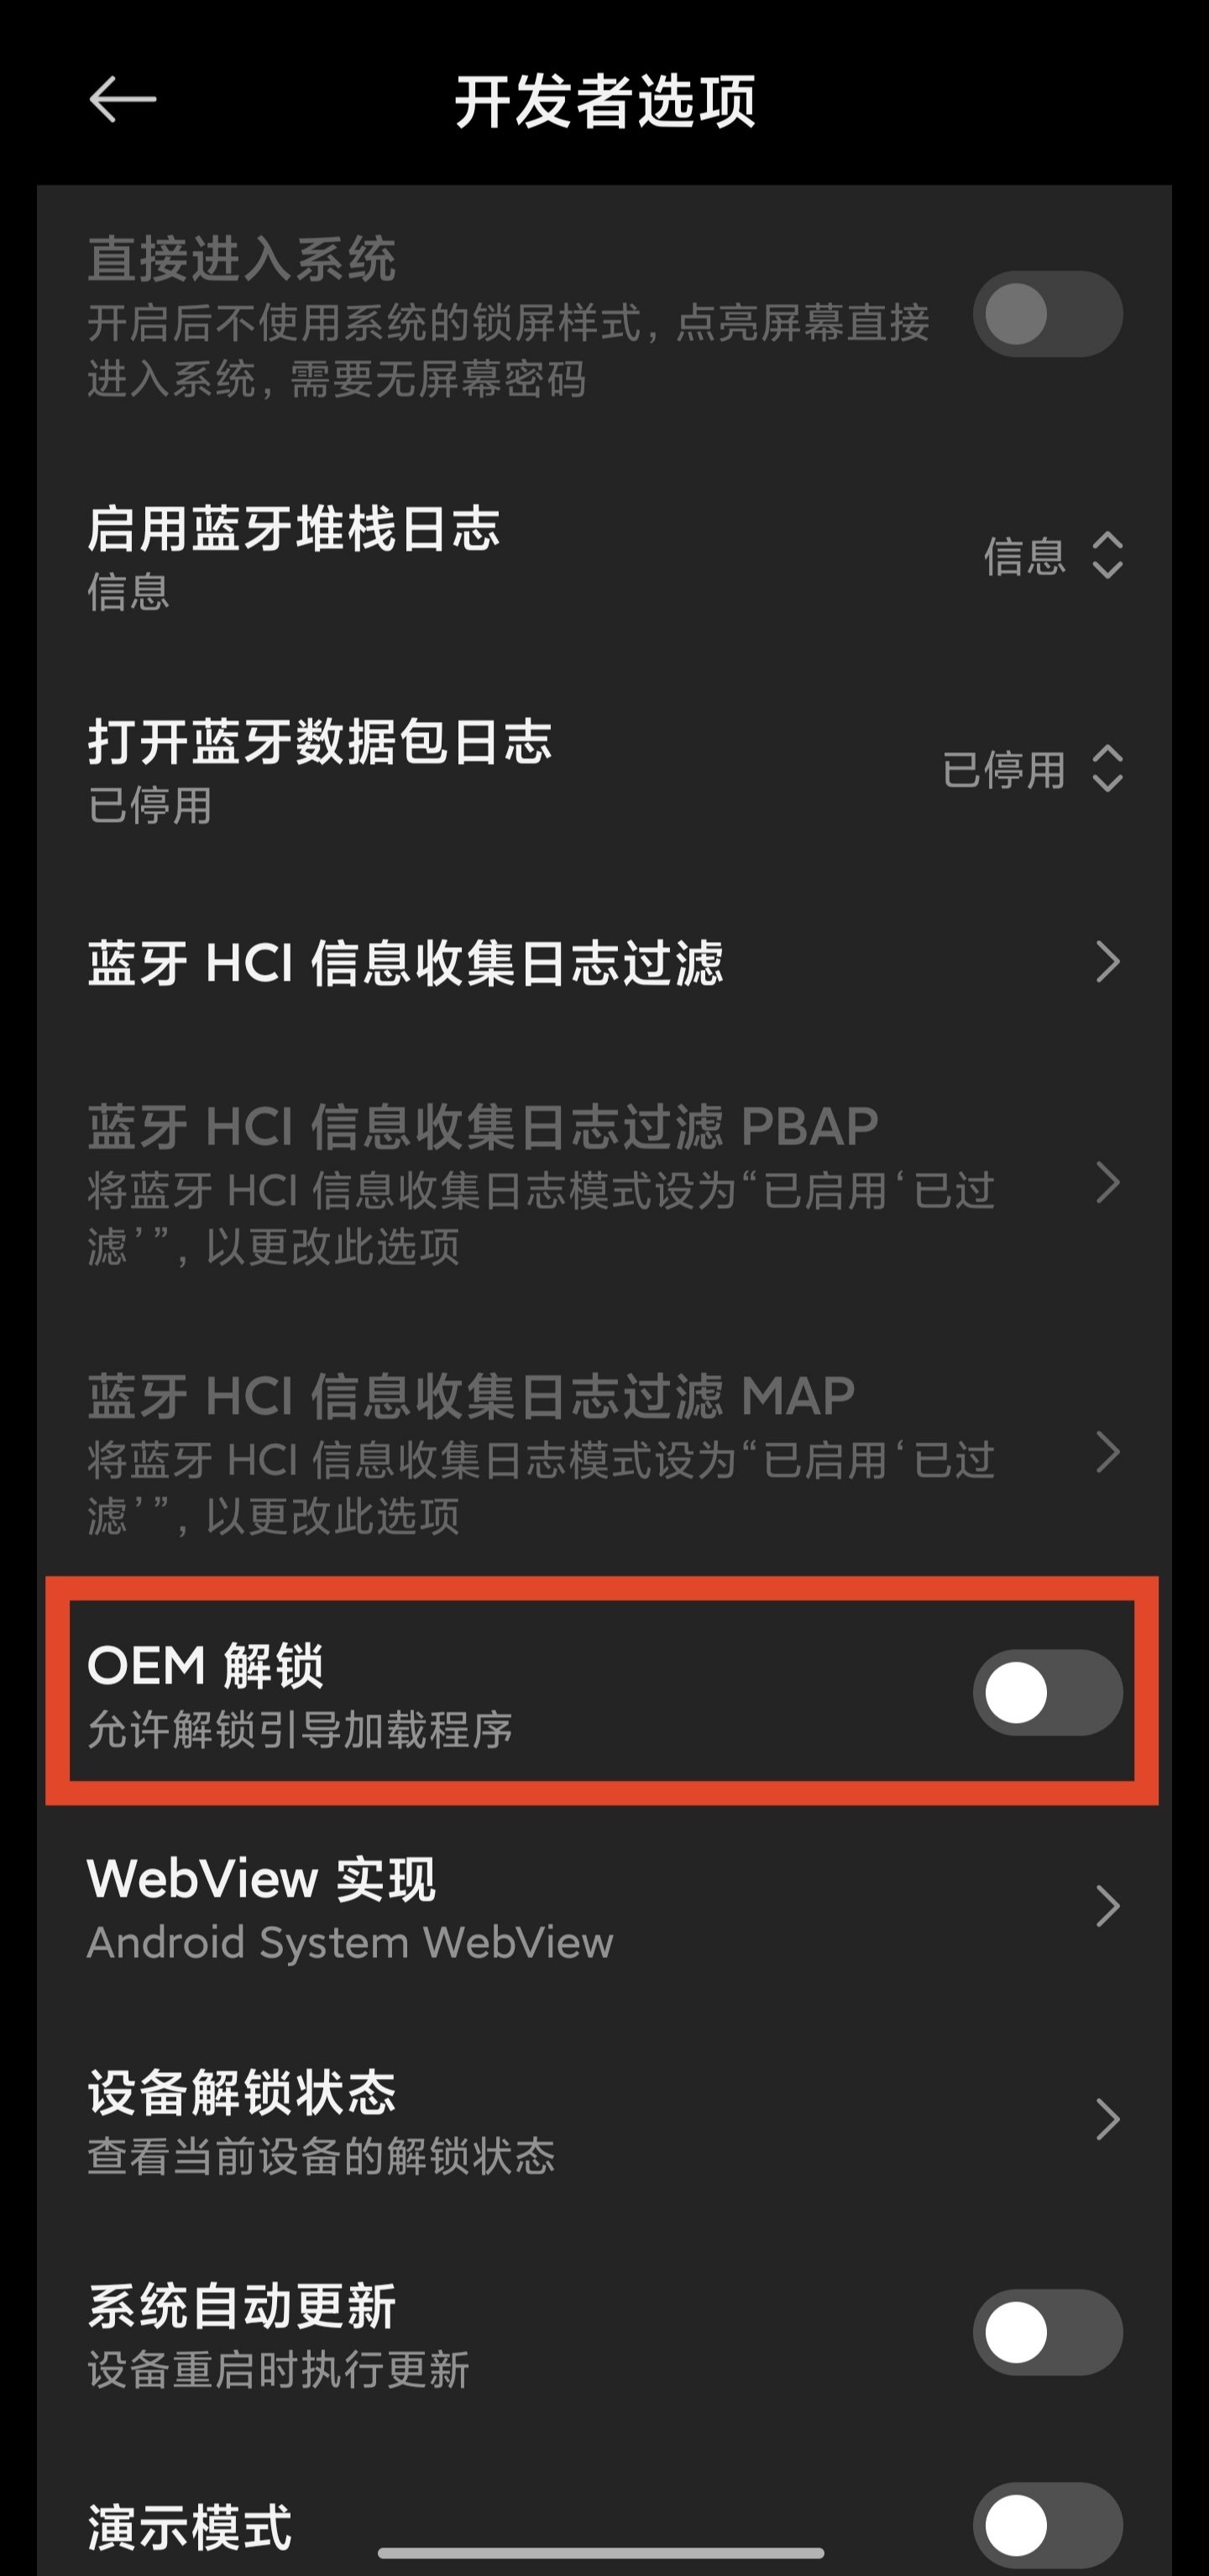 开发者选项
直接进入系统
开启后不使用系统的锁屏样式，点亮屏幕直接
进入系统，需要无屏幕密码
启用蓝牙堆栈日志
信息
信息
打开蓝牙数据包日志
已停用
已停用
蓝牙 HCI 信息收集日志过滤
蓝牙 HCI 信息收集日志过滤 PBAP
将蓝牙 HCI 信息收集日志模式设为“已启用‘已过
滤’”，以更改此选项
蓝牙 HCI 信息收集日志过滤 MAP
将蓝牙 HCI 信息收集日志模式设为“已启用‘已过
滤’”，以更改此选项
OEM 解锁
允许解锁引导加载程序
WebView 实现
Android System WebView
设备解锁状态
查看当前设备的解锁状态
系统自动更新
设备重启时执行更新
演示模式